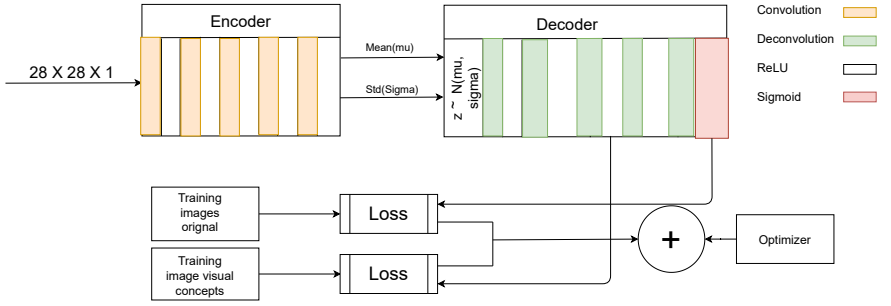 Encoder
Decoder
Convolution
Deconvolution
ReLU
Sigmoid
28 X 28 X 1
Mean(mu)
Std(Sigma)
z ~ N(mu,
sigma)
Training
images
orignal
Loss
Training
image visual
concepts
Loss
+
Optimizer